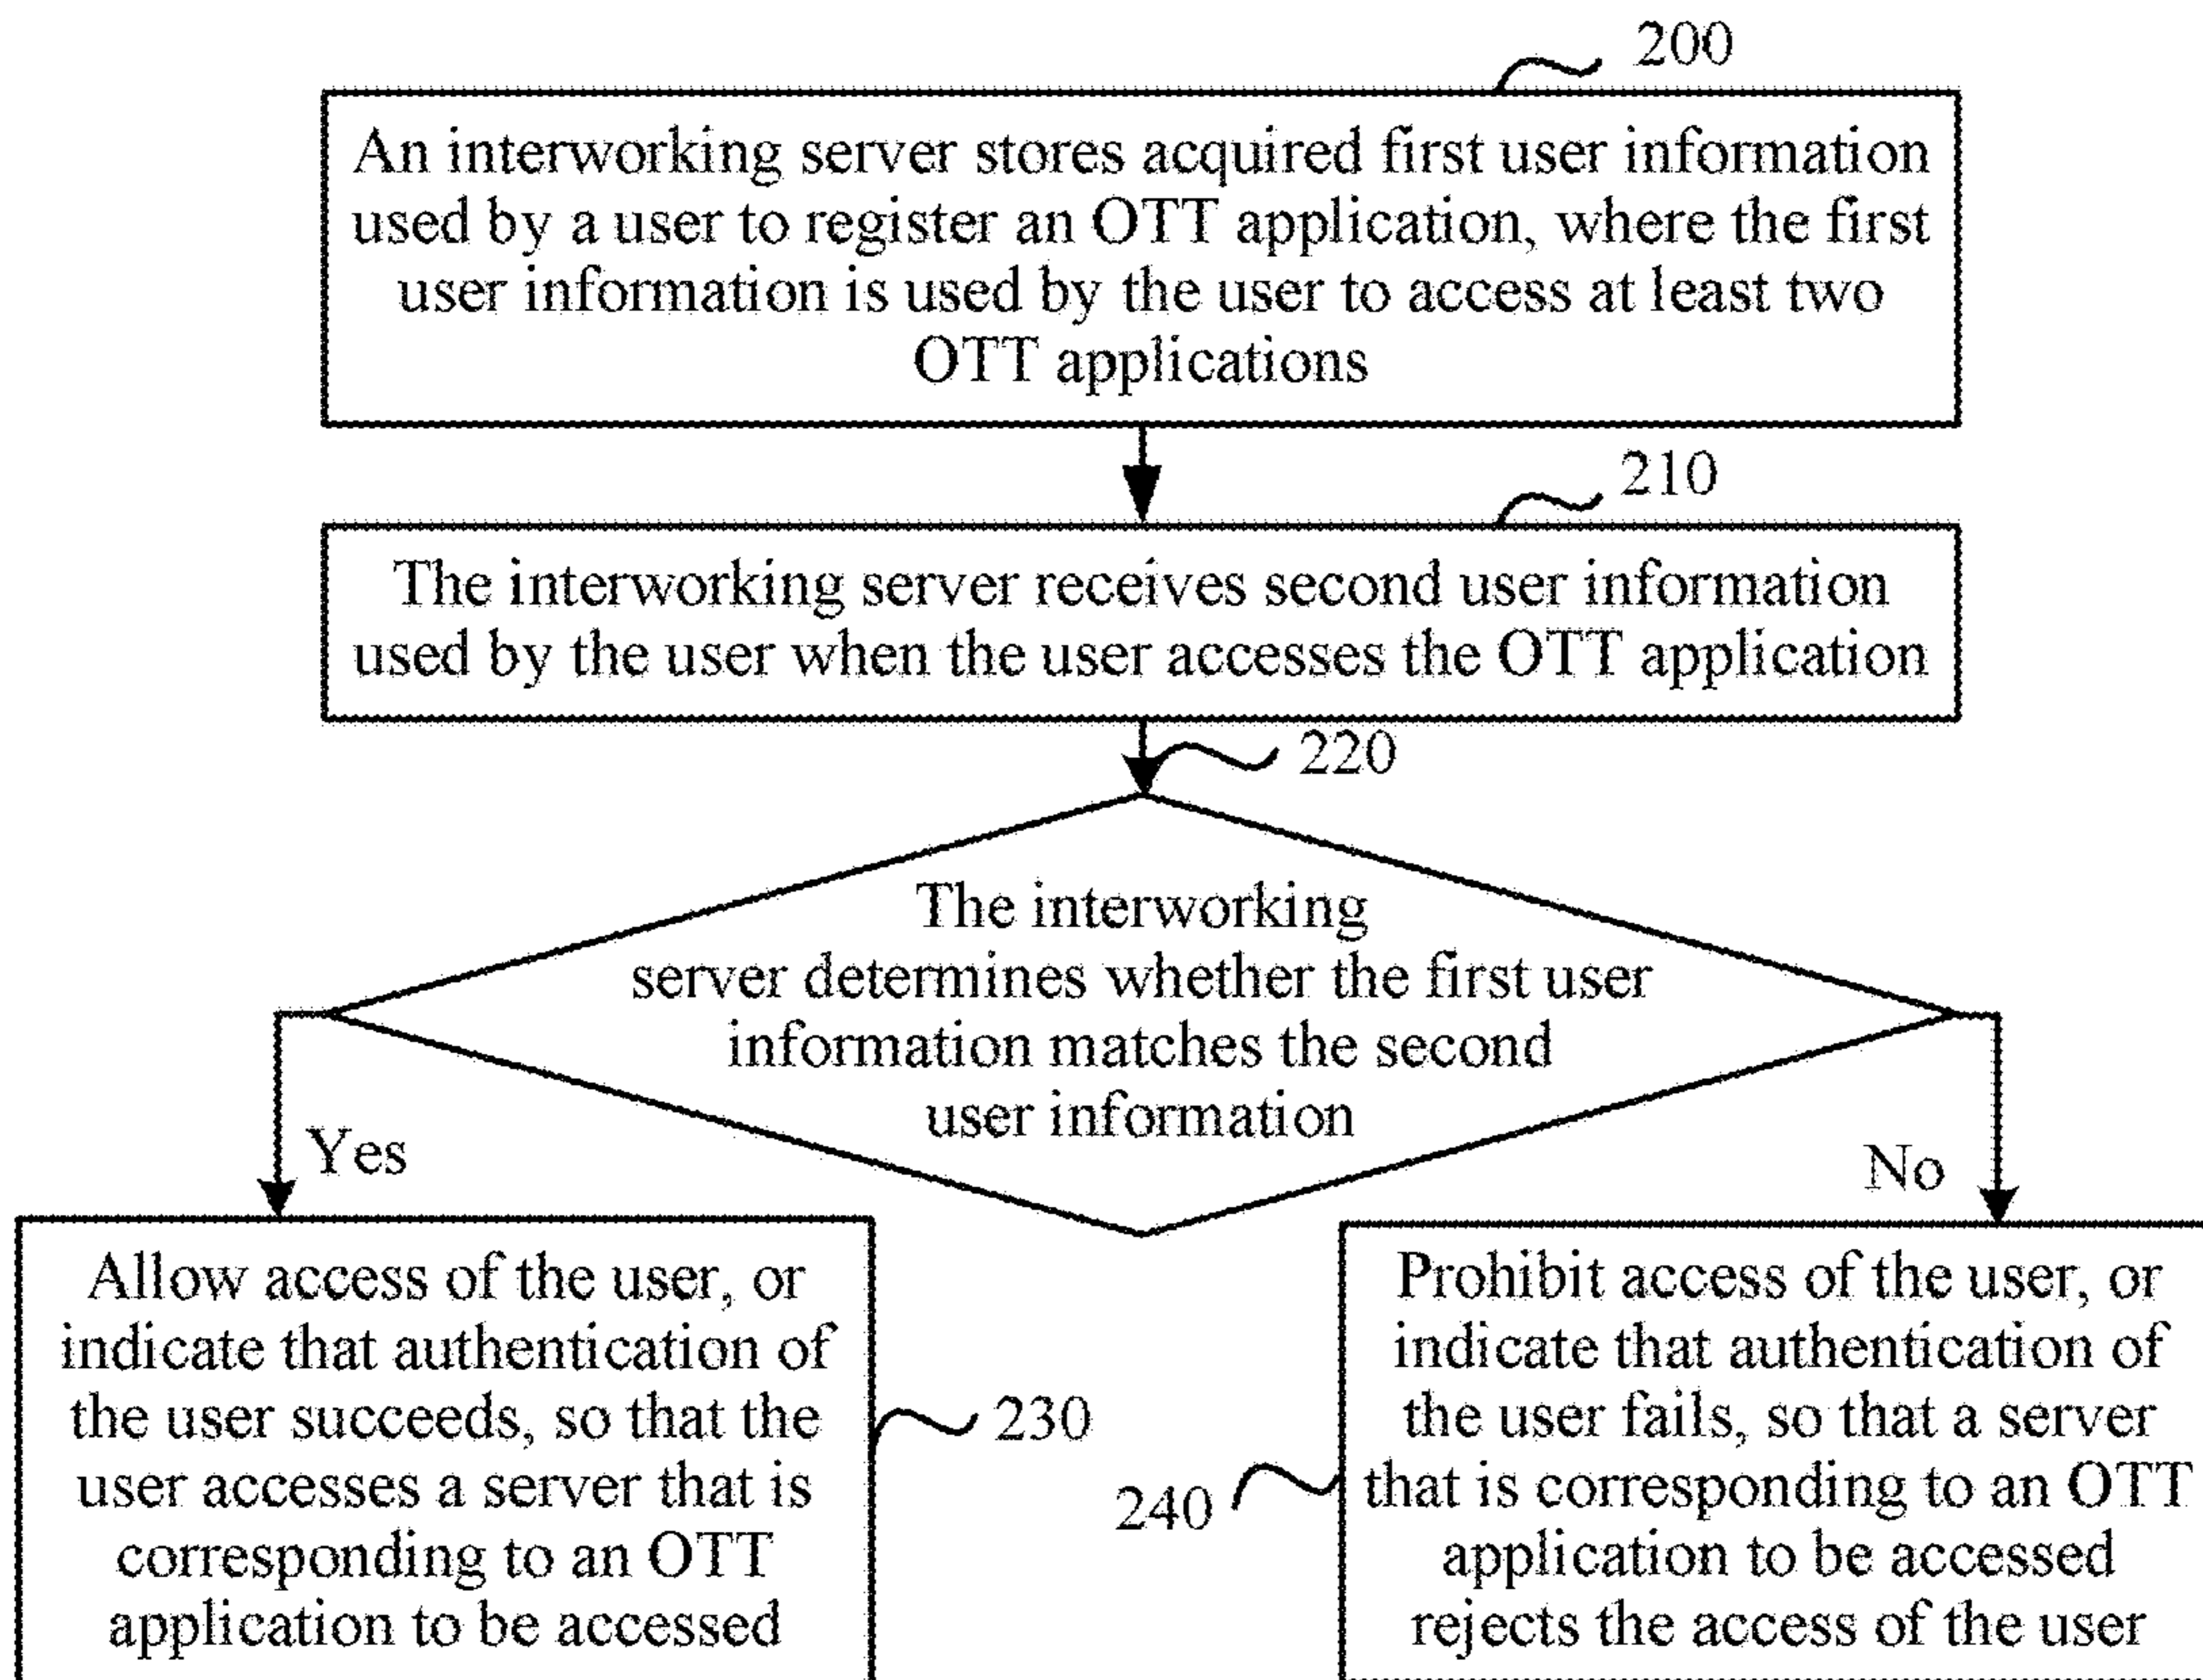 200
An interworking server stores acquired first user information
used by a user to register an OTT application, where the first
user information is used by the user to access at least two
OTT applications
210
The interworking server receives second user information
used by the user when the user accesses the OTT application
220
The interworking
server determines whether the first user
information matches the second
user information
Yes
No
Allow access of the user, or
indicate that authentication of
the user succeeds, so that the
user accesses a server that is
corresponding to an OTT
application to be accessed
230
Prohibit access of the user, or
indicate that authentication of
the user fails, so that a server
that is corresponding to an OTT
application to be accessed
rejects the access of the user
240